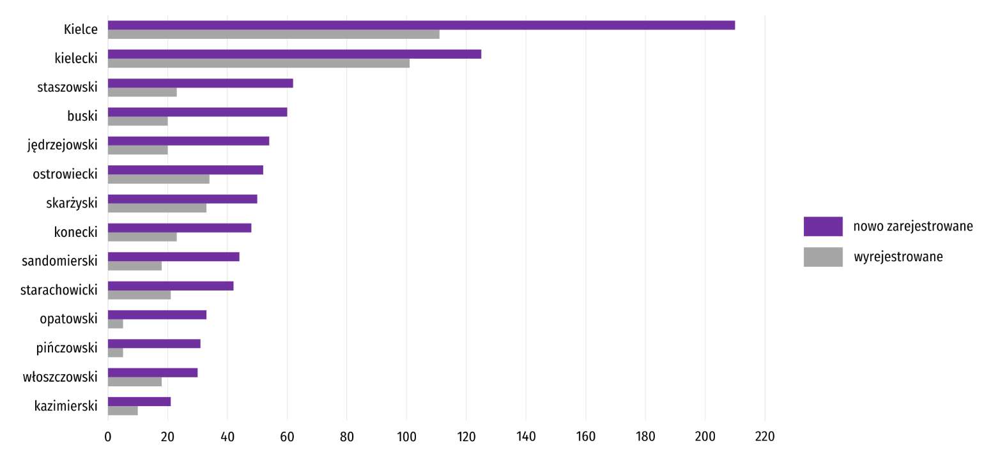 Kielce
kielecki
staszowski
buski
jędrzejowski
ostrowiecki
skarżyski
konecki
sandomierski
starachowicki
opatowski
pińczowski
włoszczowski
kazimierski
0 20 40 60 80 100 120 140 160 180 200 220
nowo zarejestrowane
wyrejestrowane